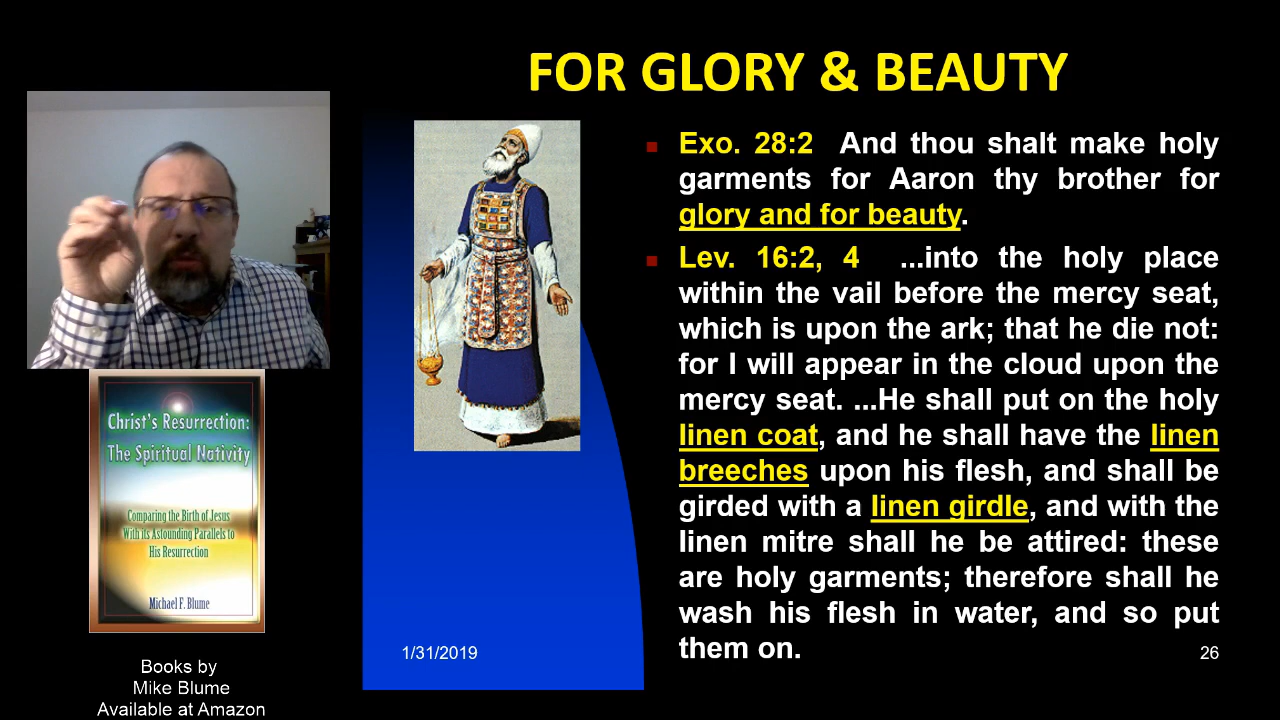 FOR GLORY & BEAUTY
Exo. 28:2 And thou shalt make holy
garments for Aaron thy brother for
glory and for beauty.
Lev. 16:2, 4 ...into the holy place
within the vail before the mercy seat,
which is upon the ark; that he die not:
for I will appear in the cloud upon the
mercy seat. ...He shall put on the holy
linen coat, and he shall have the linen
breeches upon his flesh, and shall be
girded with a linen girdle, and with the
linen mitre shall he be attired: these
are holy garments; therefore shall he
wash his flesh in water, and so put
them on.
1/31/2019
26
Christ's Resurrection:
The Spiritual Nativity
Comparing the Birth of Jesus
With its Astounding Parallels to
His Resurrection
Michael F. Blume
Books by
Mike Blume
Available at Amazon